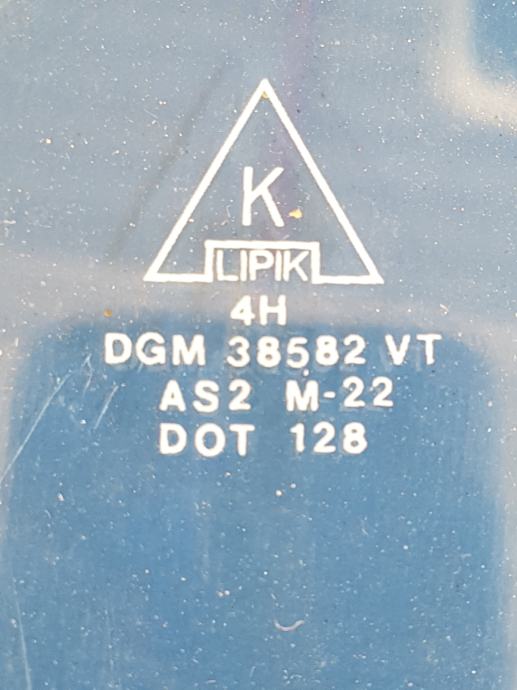 K
LIPIK
4H
DGM 38582 VT
AS2 M-22
DOT 128